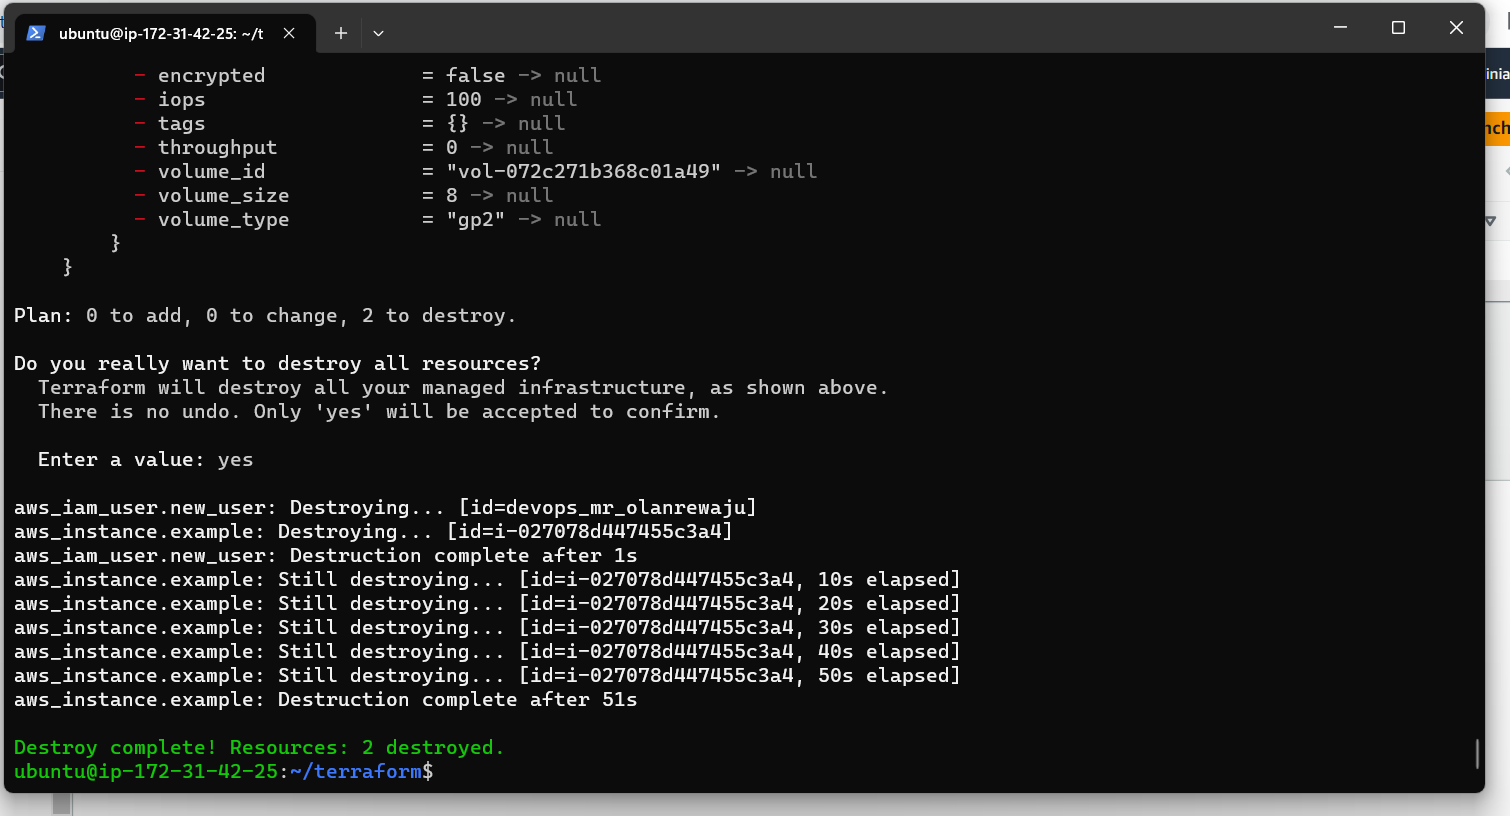 ubuntu@ip-172-31-42-25: ~/t
- encrypted = false -> null
- iops = 100 -> null
- tags = {} -> null
- throughput = 0 -> null
- volume_id = "vol-072c271b368c01a49" -> null
- volume_size = 8 -> null
- volume_type = "gp2" -> null
}
}
Plan: 0 to add, 0 to change, 2 to destroy.
Do you really want to destroy all resources?
Terraform will destroy all your managed infrastructure, as shown above.
There is no undo. Only 'yes' will be accepted to confirm.
Enter a value: yes
aws_iam_user.new_user: Destroying... [id=devops_mr_olanrewaju]
aws_instance.example: Destroying... [id=i-027078d447455c3a4]
aws_iam_user.new_user: Destruction complete after 1s
aws_instance.example: Still destroying... [id=i-027078d447455c3a4, 10s elapsed]
aws_instance.example: Still destroying... [id=i-027078d447455c3a4, 20s elapsed]
aws_instance.example: Still destroying... [id=i-027078d447455c3a4, 30s elapsed]
aws_instance.example: Still destroying... [id=i-027078d447455c3a4, 40s elapsed]
aws_instance.example: Still destroying... [id=i-027078d447455c3a4, 50s elapsed]
aws_instance.example: Destruction complete after 51s
Destroy complete! Resources: 2 destroyed.
ubuntu@ip-172-31-42-25:~/terraform$